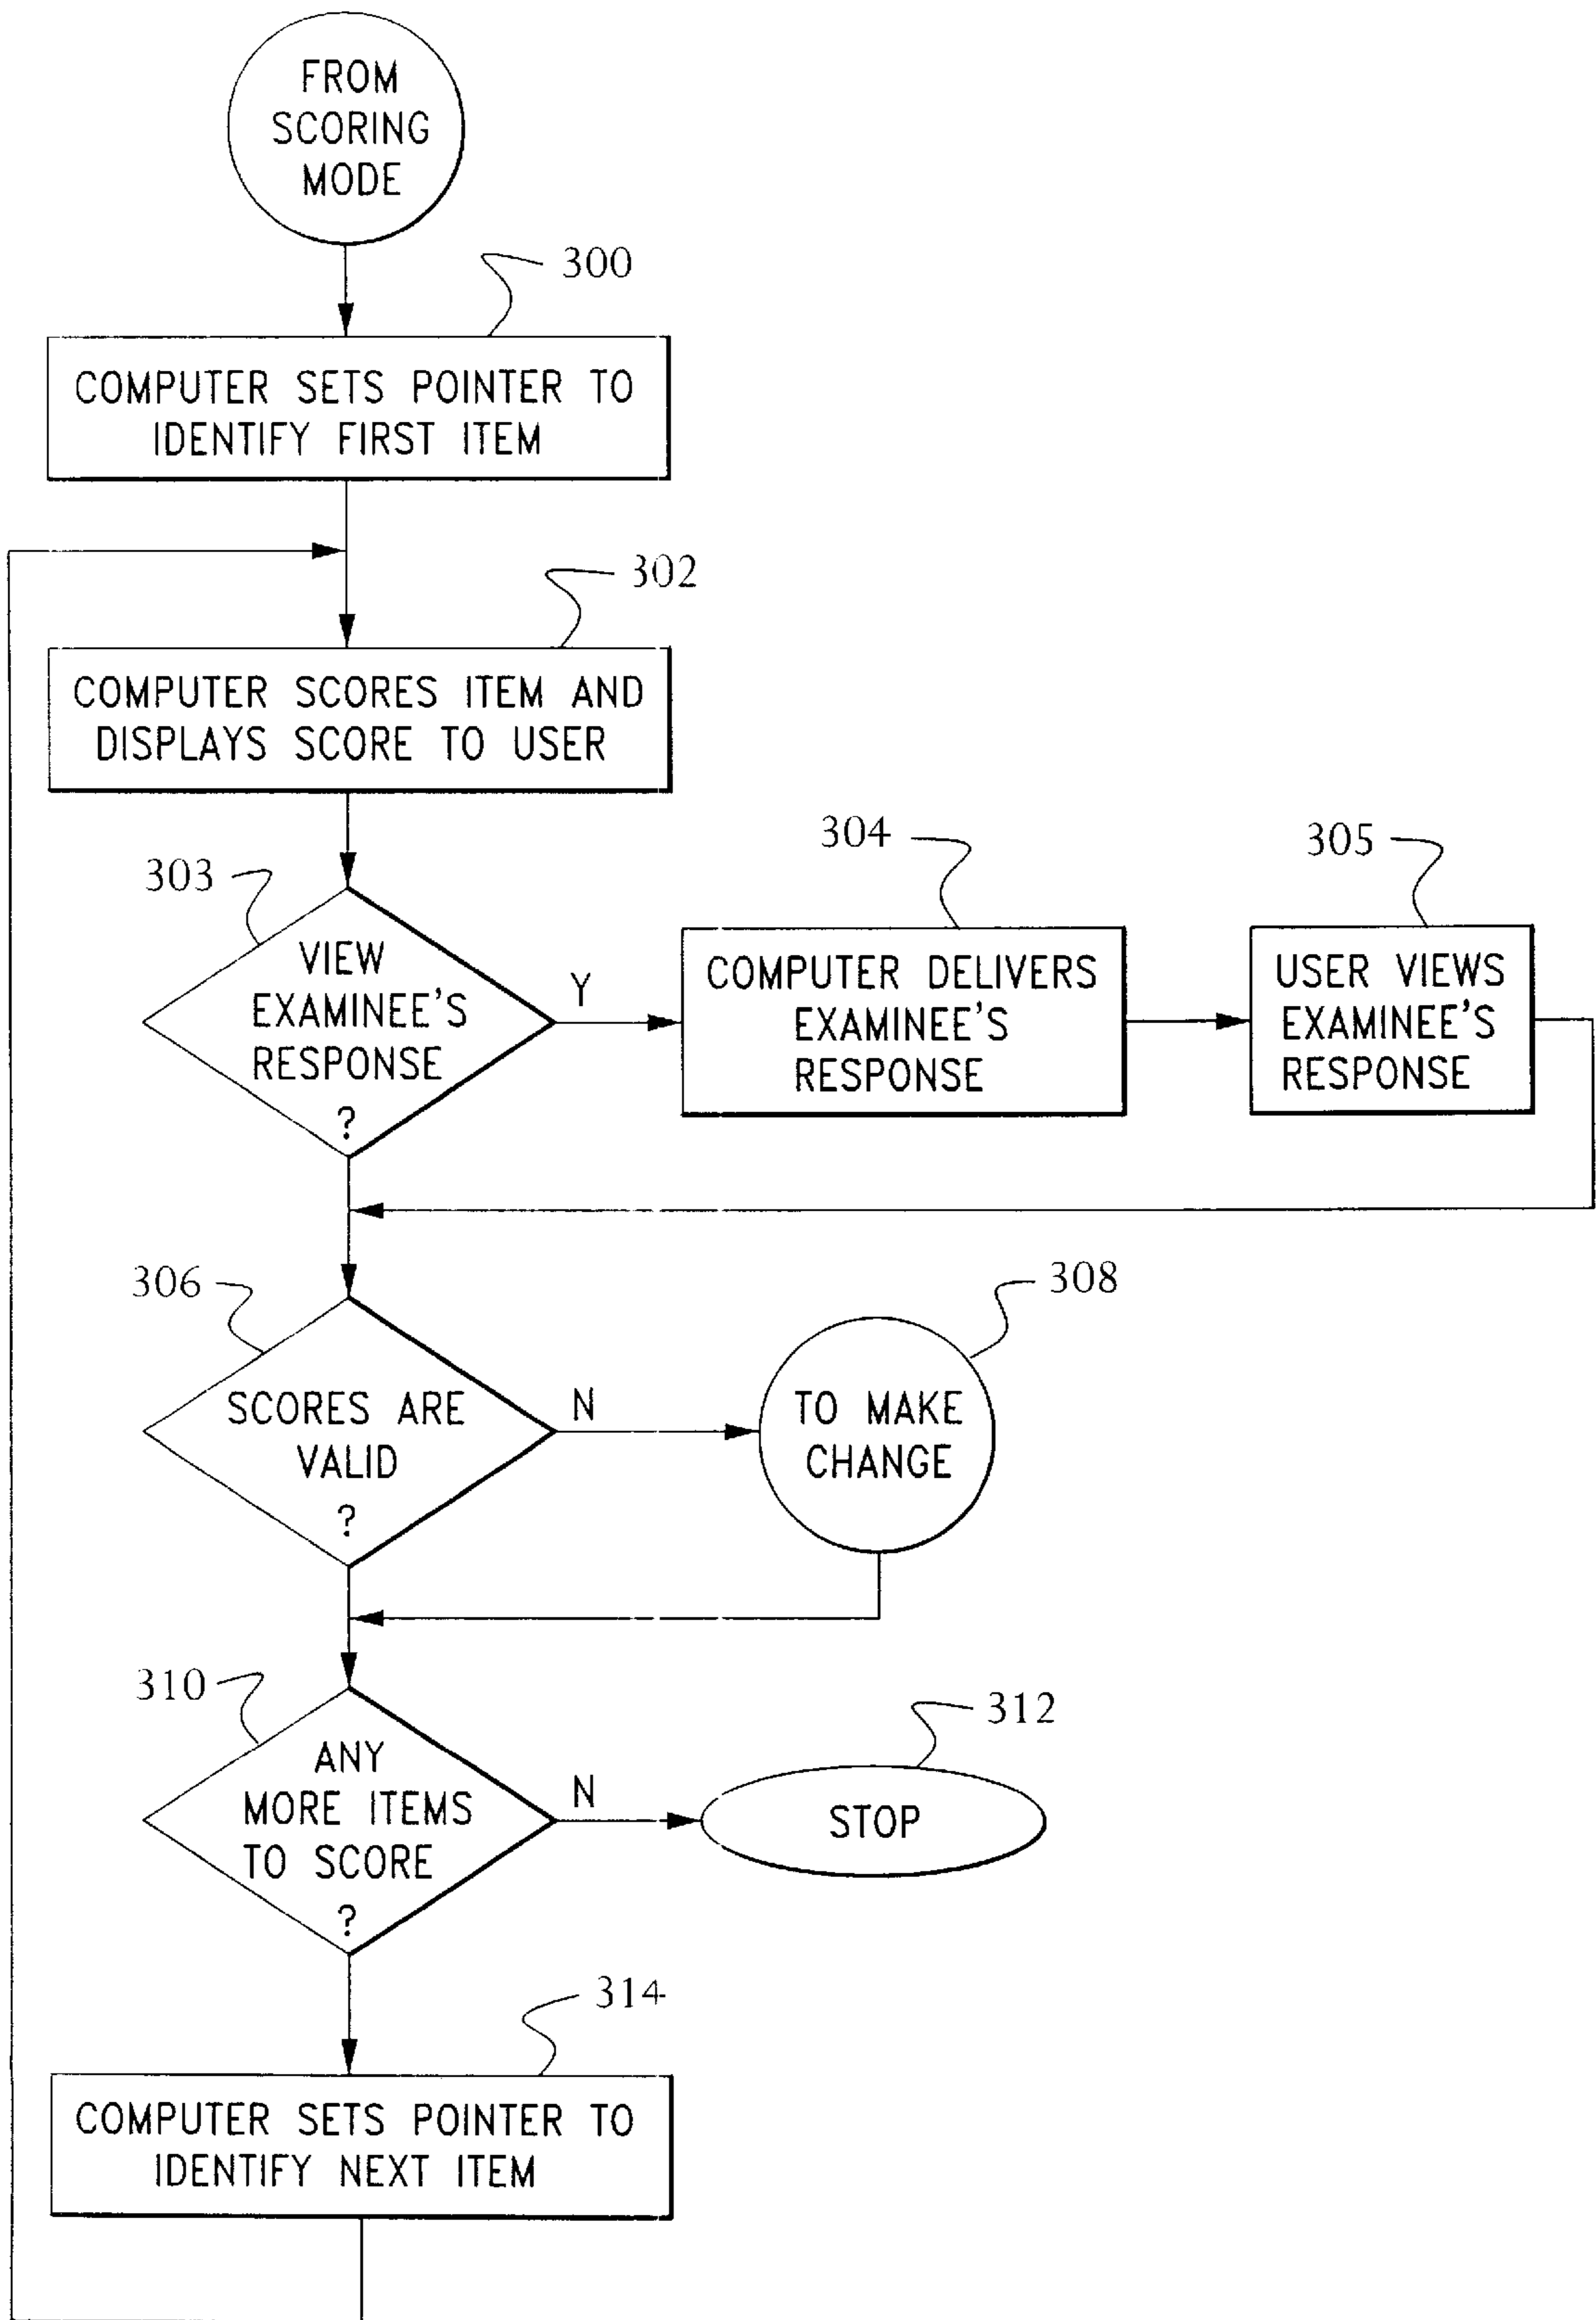 FROM
SCORING
MODE
300
COMPUTER SETS POINTER TO
IDENTIFY FIRST ITEM
302
COMPUTER SCORES ITEM AND
DISPLAYS SCORE TO USER
303
VIEW
EXAMINEE'S
RESPONSE
?
Y
304
COMPUTER DELIVERS
EXAMINEE'S
RESPONSE
305
USER VIEWS
EXAMINEE'S
RESPONSE
306
SCORES ARE
VALID
?
N
308
TO MAKE
CHANGE
310
ANY
MORE ITEMS
TO SCORE
?
N
312
STOP
314
COMPUTER SETS POINTER TO
IDENTIFY NEXT ITEM